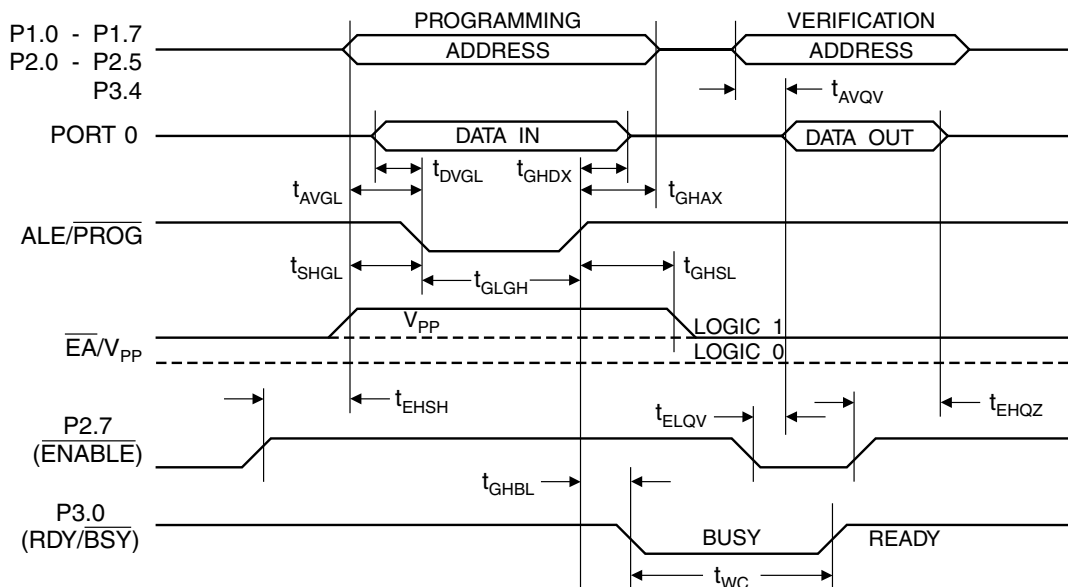 PROGRAMMING
VERIFICATION
P1.0 - P1.7
P2.0 - P2.5
P3.4
ADDRESS
ADDRESS
tAVQV
PORT 0
DATA IN
DATA OUT
tDVGL
tGHDX
tAVGL
tGHAX
ALE/PROG
tSHGL
tGLGH
tGHSL
EA/VPP
VPP
LOGIC 1
LOGIC 0
tEHSH
tELQV
tEHQZ
P2.7
(ENABLE)
tGHBL
P3.0
(RDY/BSY)
BUSY
READY
tWC